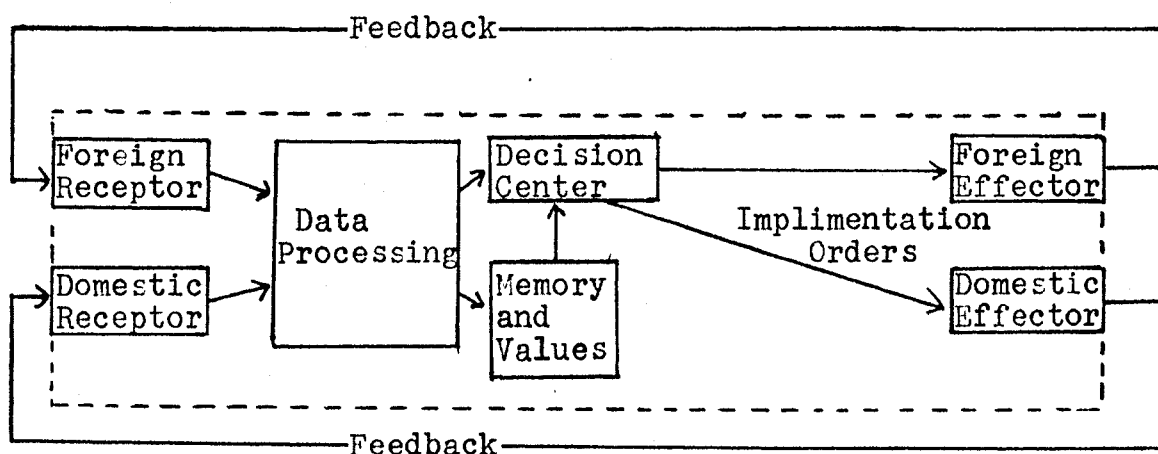 Feedback
Foreign
Receptor
Data
Processing
Decision
Center
Foreign
Effector
Implimentation
Orders
Domestic
Receptor
Memory
and
Values
Domestic
Effector
Feedback